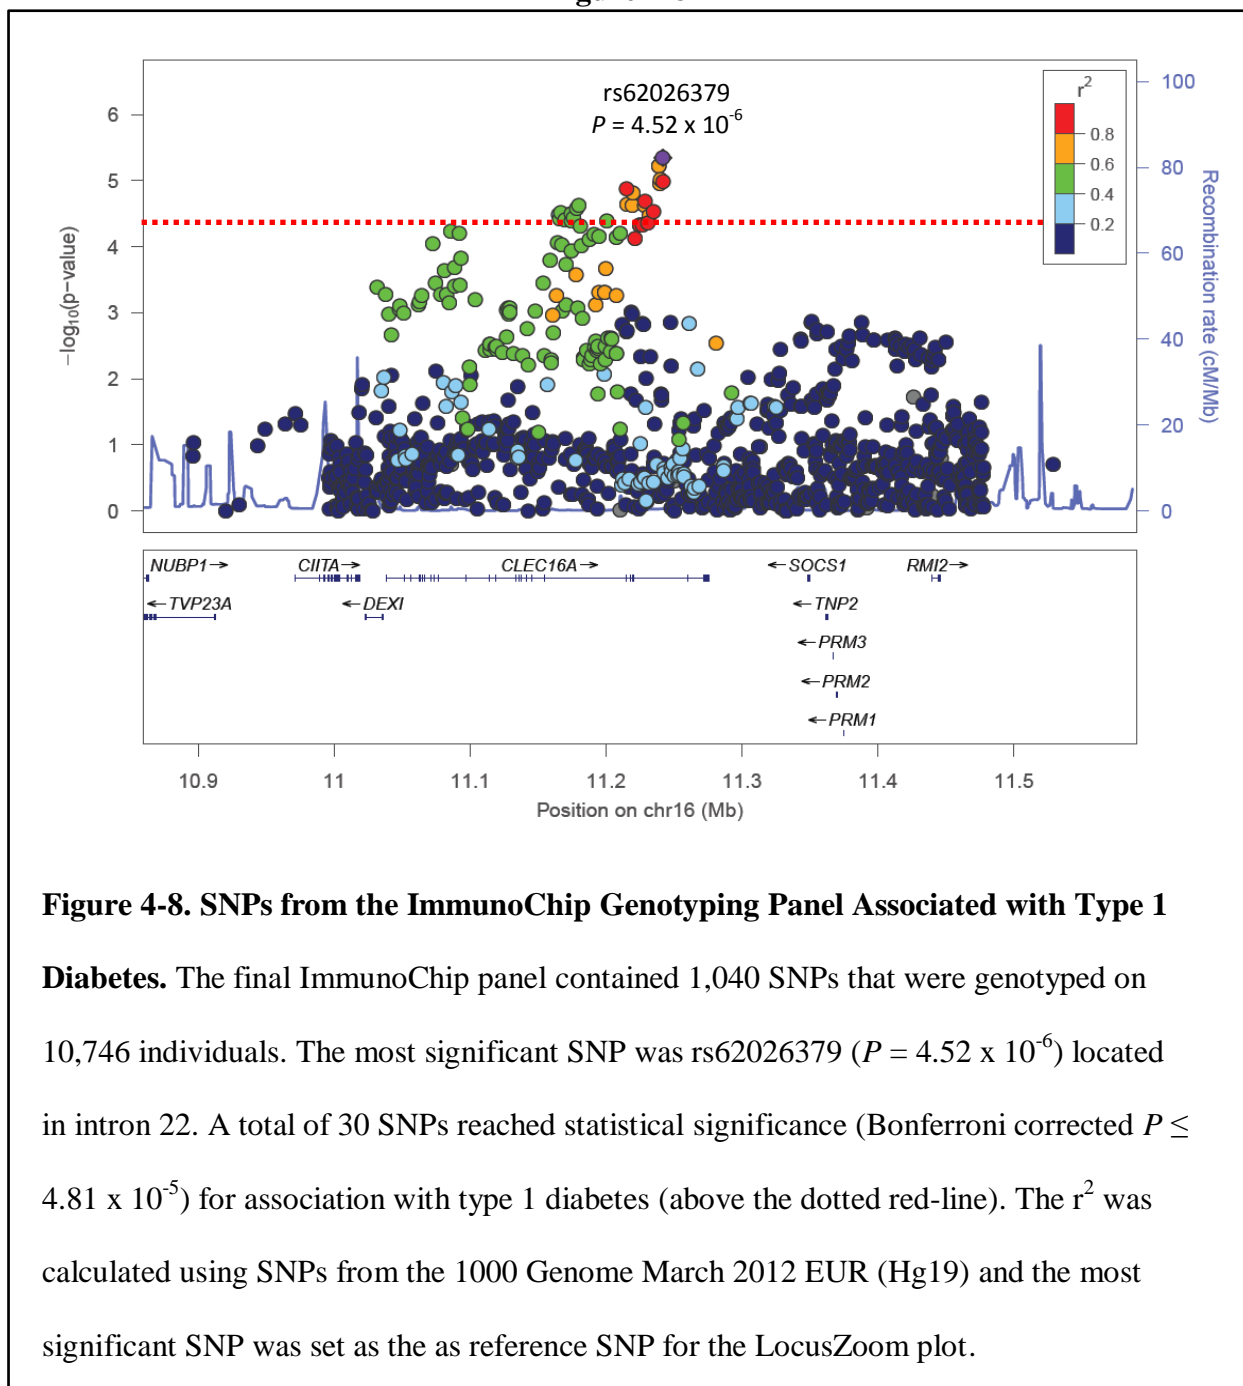 rs62026379
P = 4.52 x 10⁻⁶
r²
0.8
0.6
0.4
0.2
−log₁₀(p−value)
6
5
4
3
2
1
0
Recombination rate (cM/Mb)
100
80
60
40
20
0
NUBP1→
CIITA→
CLEC16A→
←SOCS1
RMI2→
←TVP23A
←DEXI
←TNP2
←PRM3
←PRM2
←PRM1
10.9 11 11.1 11.2 11.3 11.4 11.5
Position on chr16 (Mb)
Figure 4-8. SNPs from the ImmunoChip Genotyping Panel Associated with Type 1
Diabetes. The final ImmunoChip panel contained 1,040 SNPs that were genotyped on
10,746 individuals. The most significant SNP was rs62026379 (P = 4.52 x 10⁻⁶) located
in intron 22. A total of 30 SNPs reached statistical significance (Bonferroni corrected P ≤
4.81 x 10⁻⁵) for association with type 1 diabetes (above the dotted red-line). The r² was
calculated using SNPs from the 1000 Genome March 2012 EUR (Hg19) and the most
significant SNP was set as the as reference SNP for the LocusZoom plot.